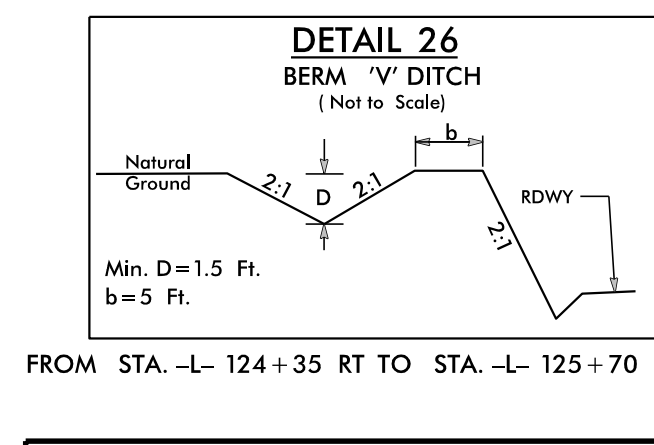 DETAIL 26
BERM 'V' DITCH
( Not to Scale)
b
Natural
Ground
2:1
D
2:1
RDWY
2:1
Min. D=1.5 Ft.
b=5 Ft.
FROM STA. –L– 124+35 RT TO STA. –L– 125+70